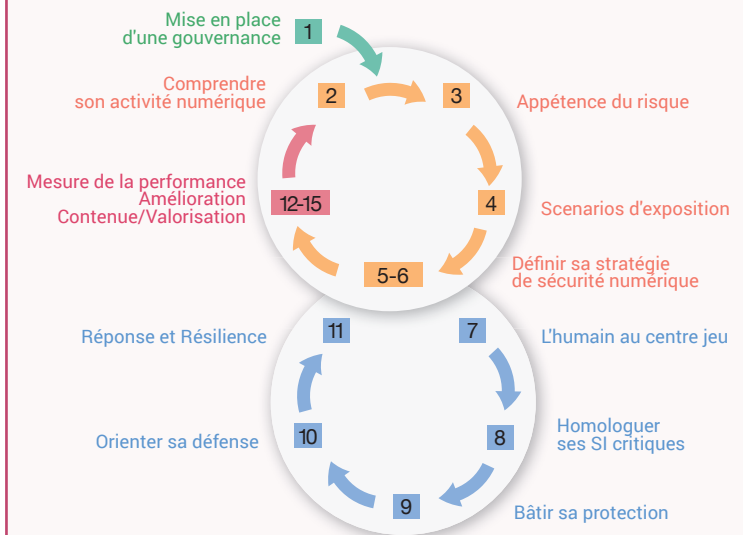 Mise en place
d'une gouvernance
1
Comprendre
son activité numérique
2
3
Appétence du risque
Mesure de la performance
Amélioration
Contenue/Valorisation
12-15
4
Scenarios d'exposition
5-6
Définir sa stratégie
de sécurité numérique
Réponse et Résilience
11
7
L'humain au centre jeu
Orienter sa défense
10
8
Homologuer
ses SI critiques
9
Bâtir sa protection